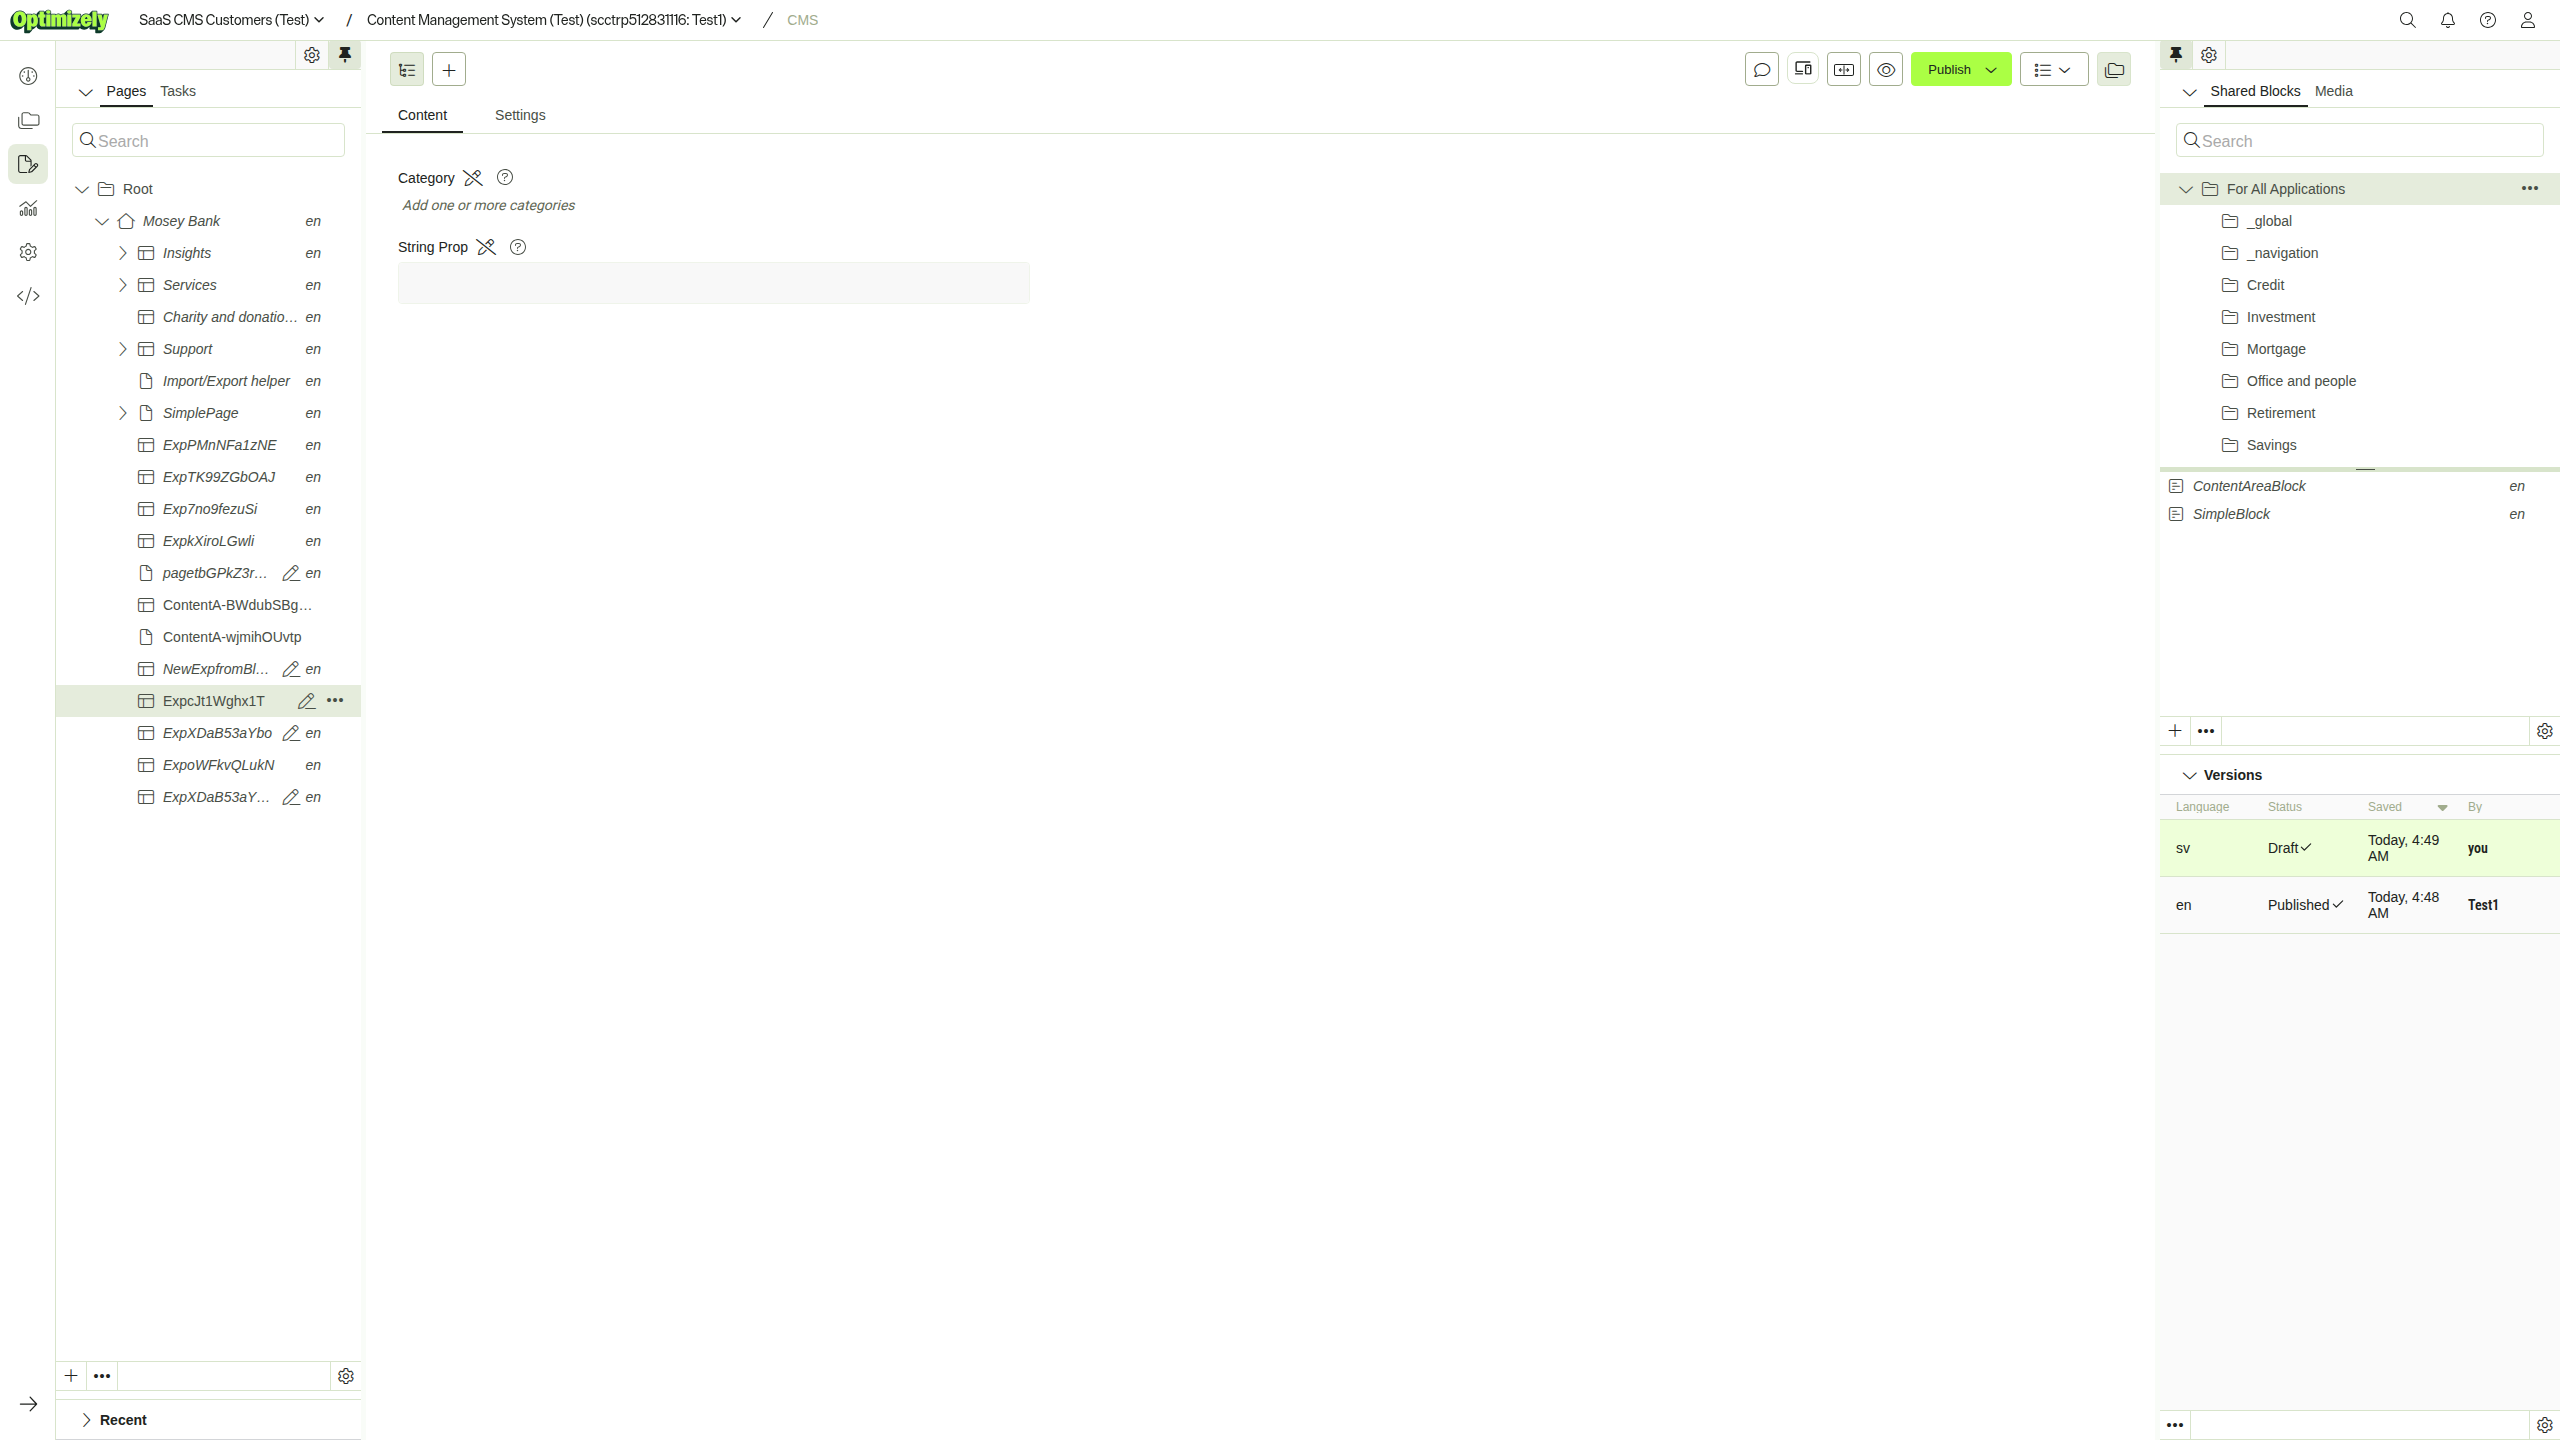 Optimizely
SaaS CMS Customers (Test) / Content Management System (Test) (scctrp512831116: Test1) / CMS
Pages Tasks
Search
Root
Mosey Bank en
Insights en
Services en
Charity and donatio... en
Support en
Import/Export helper en
SimplePage en
ExpPMnNFa1zNE en
ExpTK99ZGbOAJ en
Exp7no9fezuSi en
ExpkXiroLGwli en
pagetbGPkZ3r... en
ContentA-BWdubSBg...
ContentA-wjmihOUvtp
NewExpfromBl... en
ExpcJt1Wghx1T
ExpXDaB53aYbo en
ExpoWFkvQLukN en
ExpXDaB53aY... en
Recent
Publish
Content Settings
Category
Add one or more categories
String Prop
Shared Blocks Media
Search
For All Applications
_global
_navigation
Credit
Investment
Mortgage
Office and people
Retirement
Savings
ContentAreaBlock en
SimpleBlock en
Versions
Language Status Saved By
sv Draft Today, 4:49 AM you
en Published Today, 4:48 AM Test1